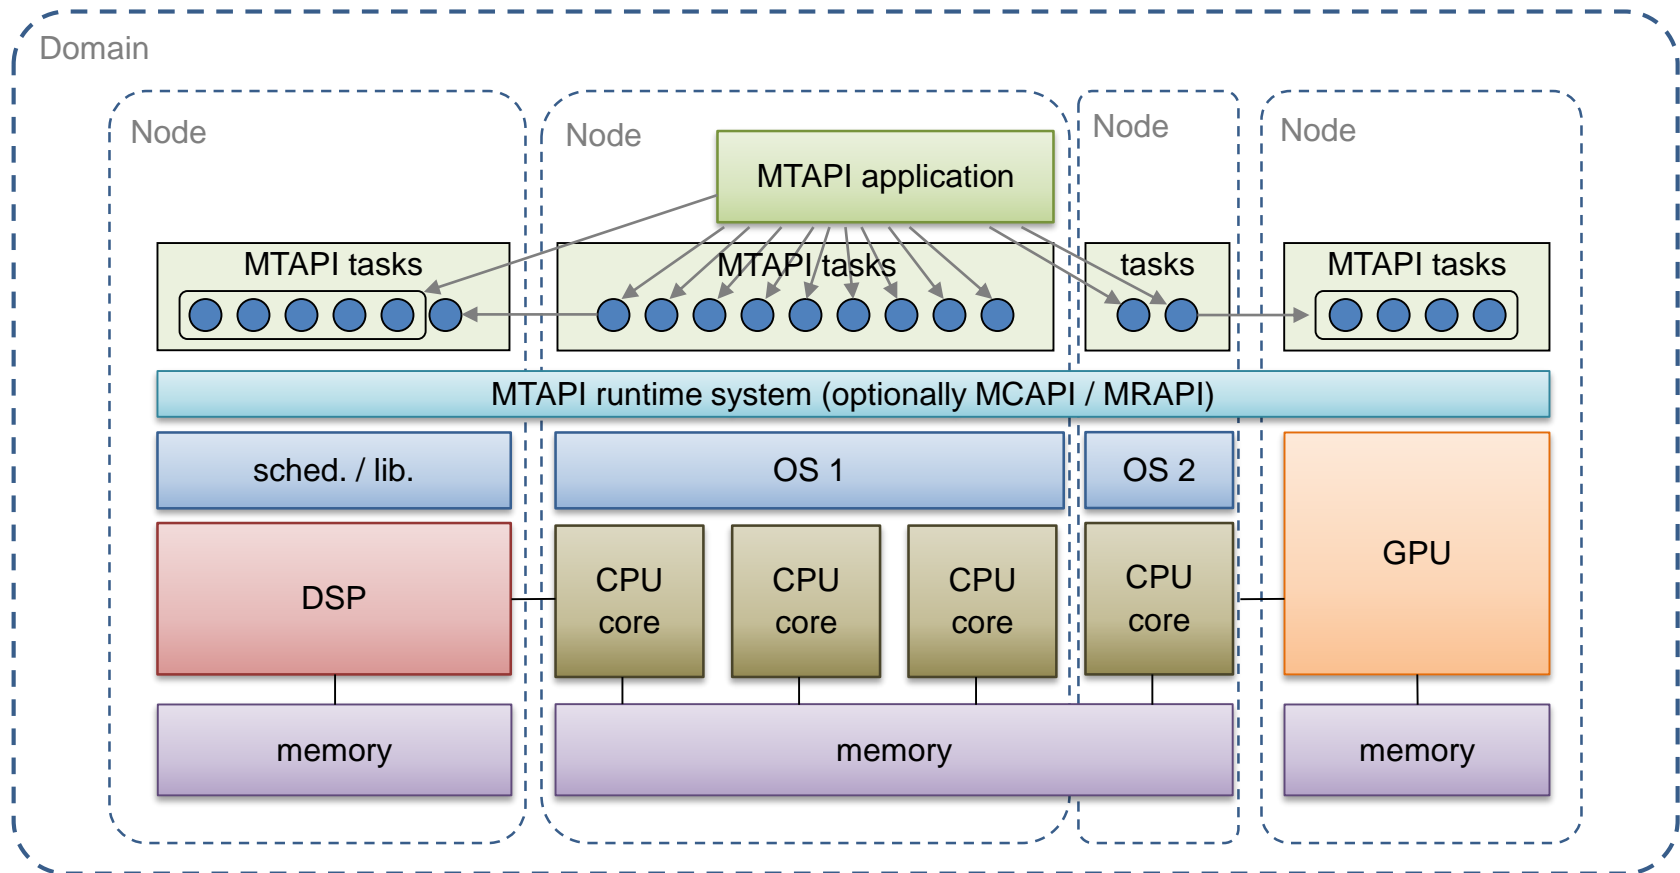 Domain
Node
Node
Node
Node
MTAPI application
MTAPI tasks
MTAPI tasks
tasks
MTAPI tasks
MTAPI runtime system (optionally MCAPI / MRAPI)
sched. / lib.
OS 1
OS 2
GPU
DSP
CPU
core
CPU
core
CPU
core
CPU
core
memory
memory
memory